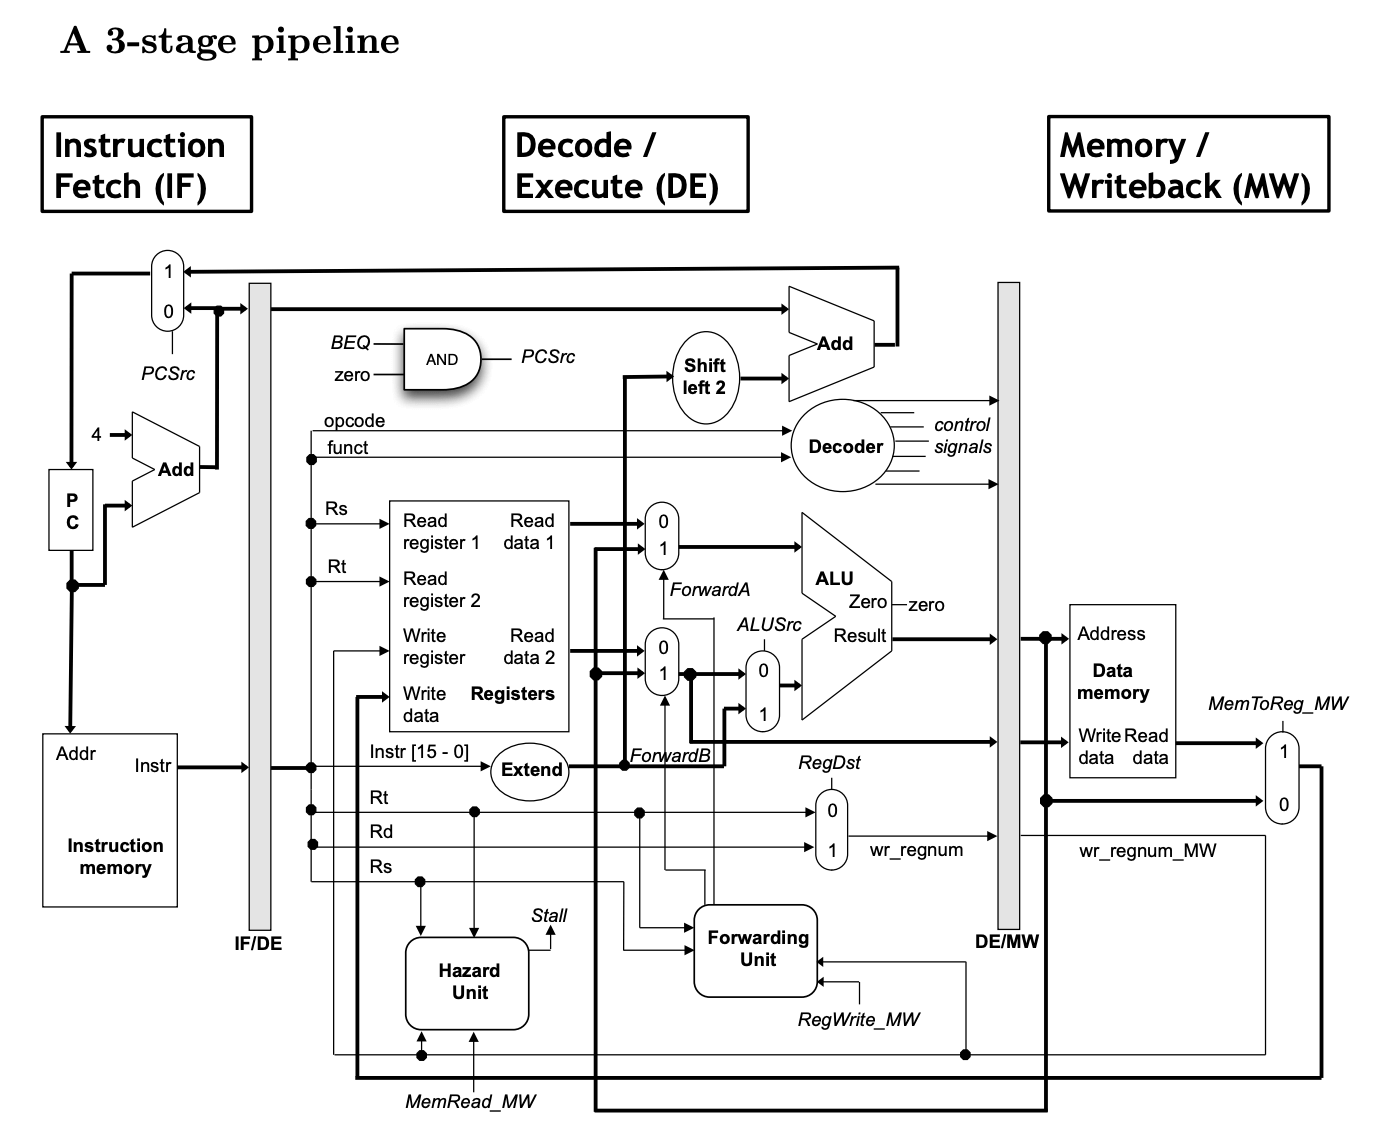 A 3-stage pipeline
Instruction
Fetch (IF)
Decode /
Execute (DE)
Memory /
Writeback (MW)
1
0
PCSrc
BEQ
zero
AND
PCSrc
Shift
left 2
Add
4
Add
P
C
opcode
funct
Decoder
control
signals
Rs
Rt
Read
register 1
Read
data 1
Read
register 2
Write
register
Read
data 2
Write
data
Registers
0
1
ForwardA
0
1
ALUSrc
0
1
ALU
Zero
zero
Result
Address
Data
memory
Write
data
Read
data
MemToReg_MW
1
0
Addr
Instr
Instruction
memory
Instr [15 - 0]
Extend
ForwardB
RegDst
Rt
0
Rd
1
wr_regnum
wr_regnum_MW
Rs
IF/DE
Stall
Hazard
Unit
Forwarding
Unit
DE/MW
RegWrite_MW
MemRead_MW